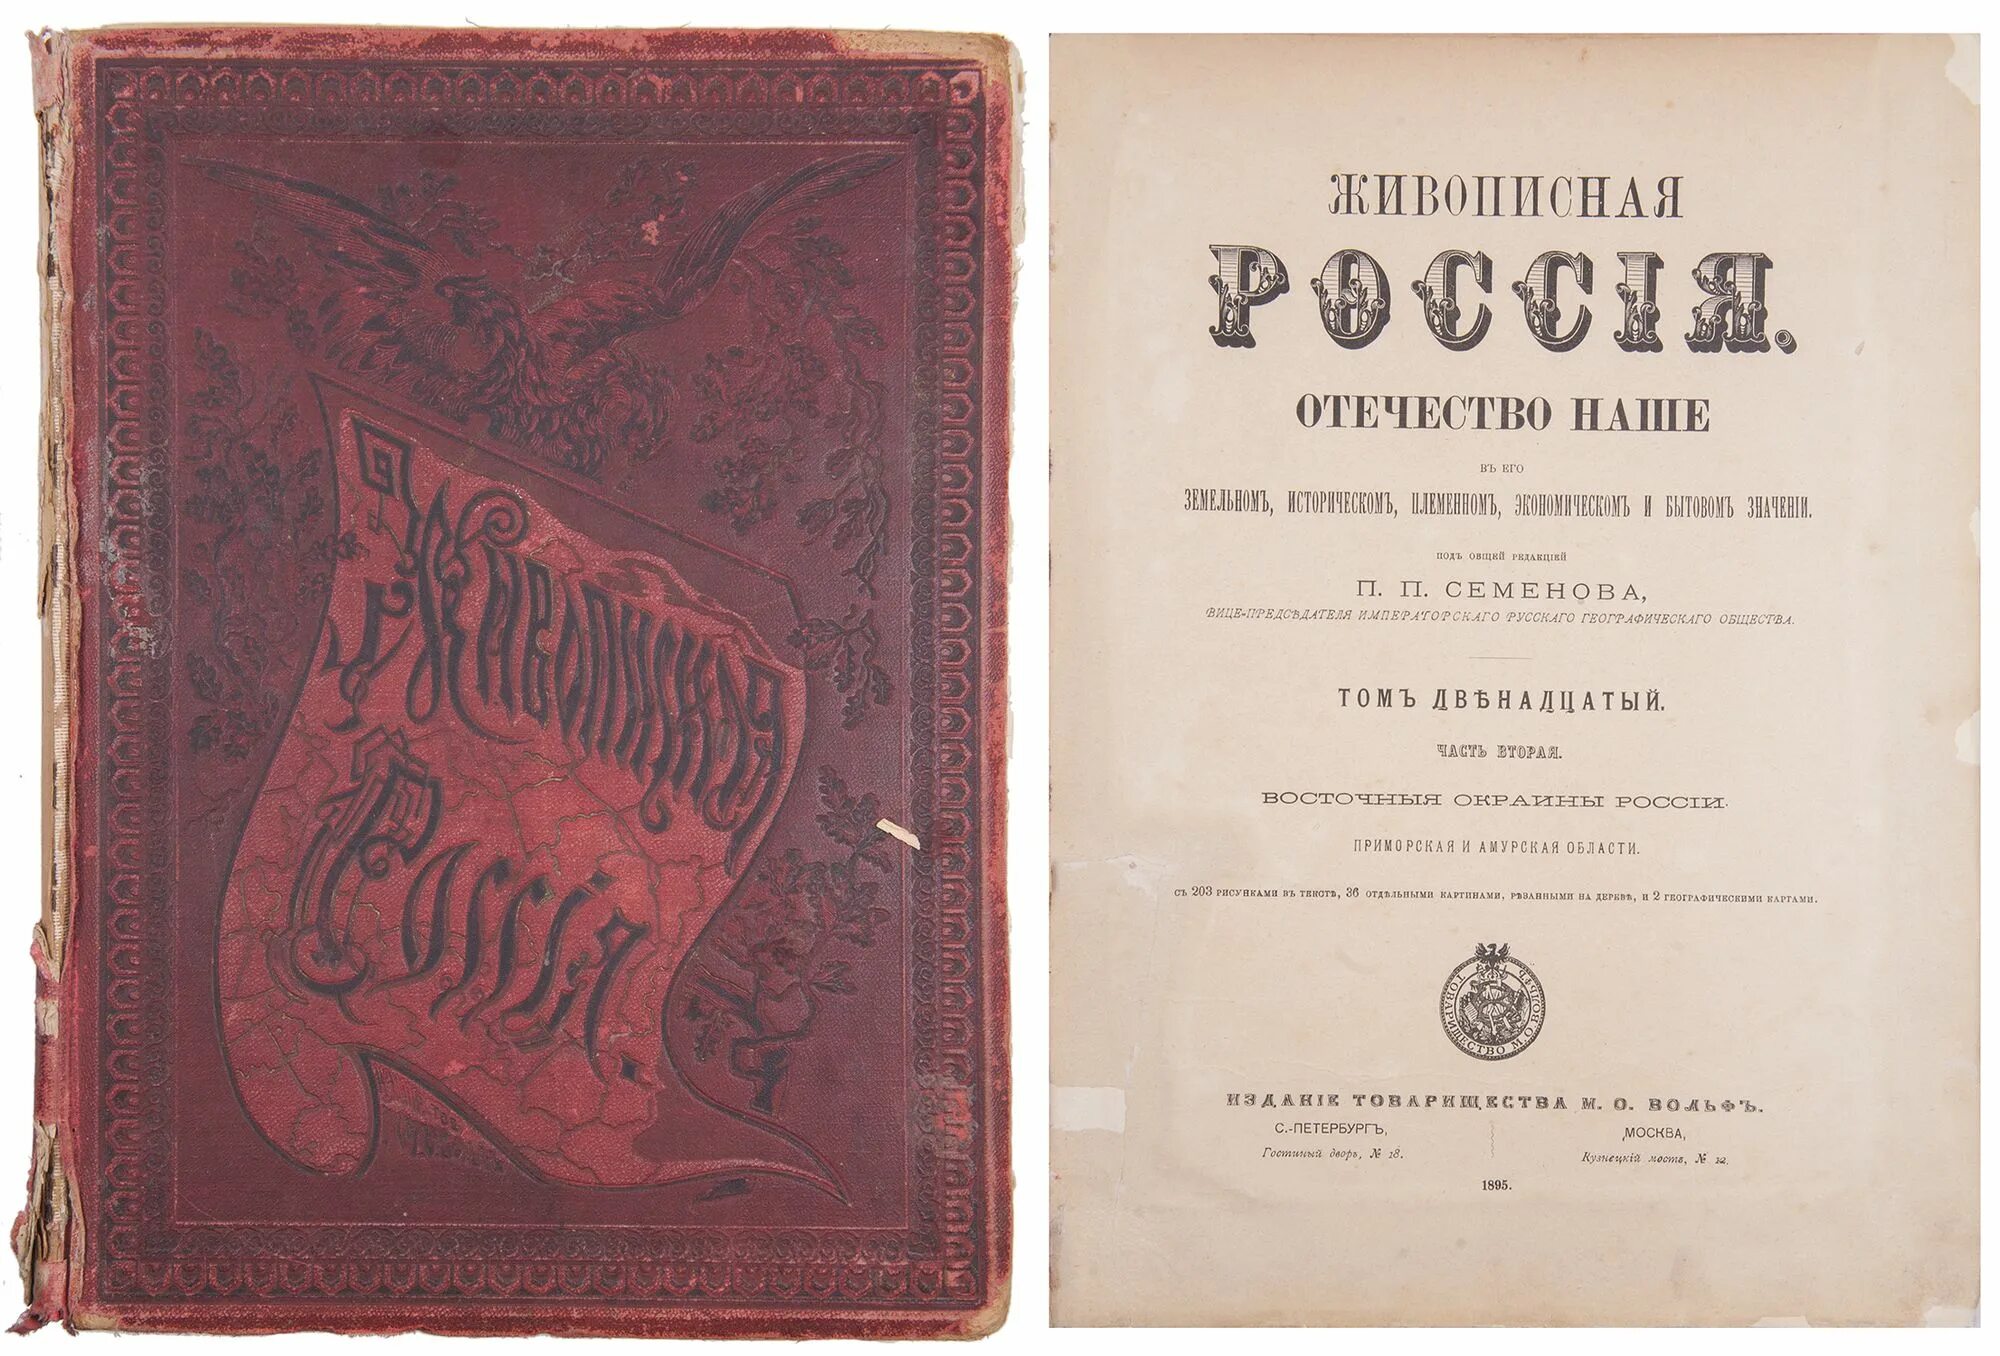 Живописная
Россія.
ЖИВОПИСНАЯ
РОССІЯ.
ОТЕЧЕСТВО НАШЕ
ВЪ ЕГО
ЗЕМЕЛЬНОМЪ, ИСТОРИЧЕСКОМЪ, ПЛЕМЕННОМЪ, ЭКОНОМИЧЕСКОМЪ И БЫТОВОМЪ ЗНАЧЕНІИ.
ПОДЪ ОБЩЕЙ РЕДАКЦІЕЙ
П. П. СЕМЕНОВА,
ВИЦЕ-ПРЕДСѢДАТЕЛЯ ИМПЕРАТОРСКАГО РУССКАГО ГЕОГРАФИЧЕСКАГО ОБЩЕСТВА.
ТОМЪ ДВѢНАДЦАТЫЙ.
ЧАСТЬ ВТОРАЯ.
ВОСТОЧНЫЯ ОКРАИНЫ РОССІИ.
ПРИМОРСКАЯ И АМУРСКАЯ ОБЛАСТИ.
СЪ 203 РИСУНКАМИ ВЪ ТЕКСТѢ, 36 ОТДѢЛЬНЫМИ КАРТИНАМИ, РѢЗАННЫМИ НА ДЕРЕВѢ, И 2 ГЕОГРАФИЧЕСКИМИ КАРТАМИ.
ТОВАРИЩЕСТВО М. О. ВОЛЬФЪ
ИЗДАНІЕ ТОВАРИЩЕСТВА М. О. ВОЛЬФЪ.
С.-ПЕТЕРБУРГЪ,
Гостиный дворъ, № 18.
МОСКВА,
Кузнецкій мостъ, № 12.
1895.